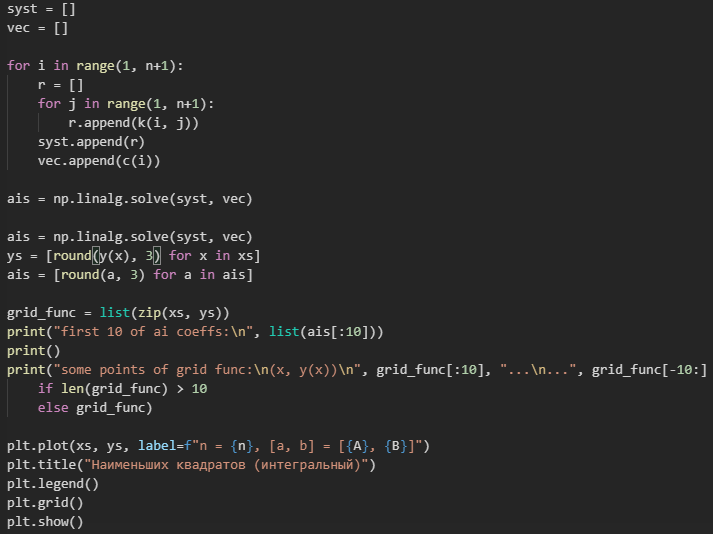 syst = []
vec = []
for i in range(1, n+1):
    r = []
    for j in range(1, n+1):
        r.append(k(i, j))
    syst.append(r)
    vec.append(c(i))
ais = np.linalg.solve(syst, vec)
ais = np.linalg.solve(syst, vec)
ys = [round(y(x), 3) for x in xs]
ais = [round(a, 3) for a in ais]
grid_func = list(zip(xs, ys))
print("first 10 of ai coeffs:\n", list(ais[:10]))
print()
print("some points of grid func:\n(x, y(x))\n", grid_func[:10], "...\n...", grid_func[-10:]
    if len(grid_func) > 10
    else grid_func)
plt.plot(xs, ys, label=f"n = {n}, [a, b] = [{A}, {B}]")
plt.title("Наименьших квадратов (интегральный)")
plt.legend()
plt.grid()
plt.show()